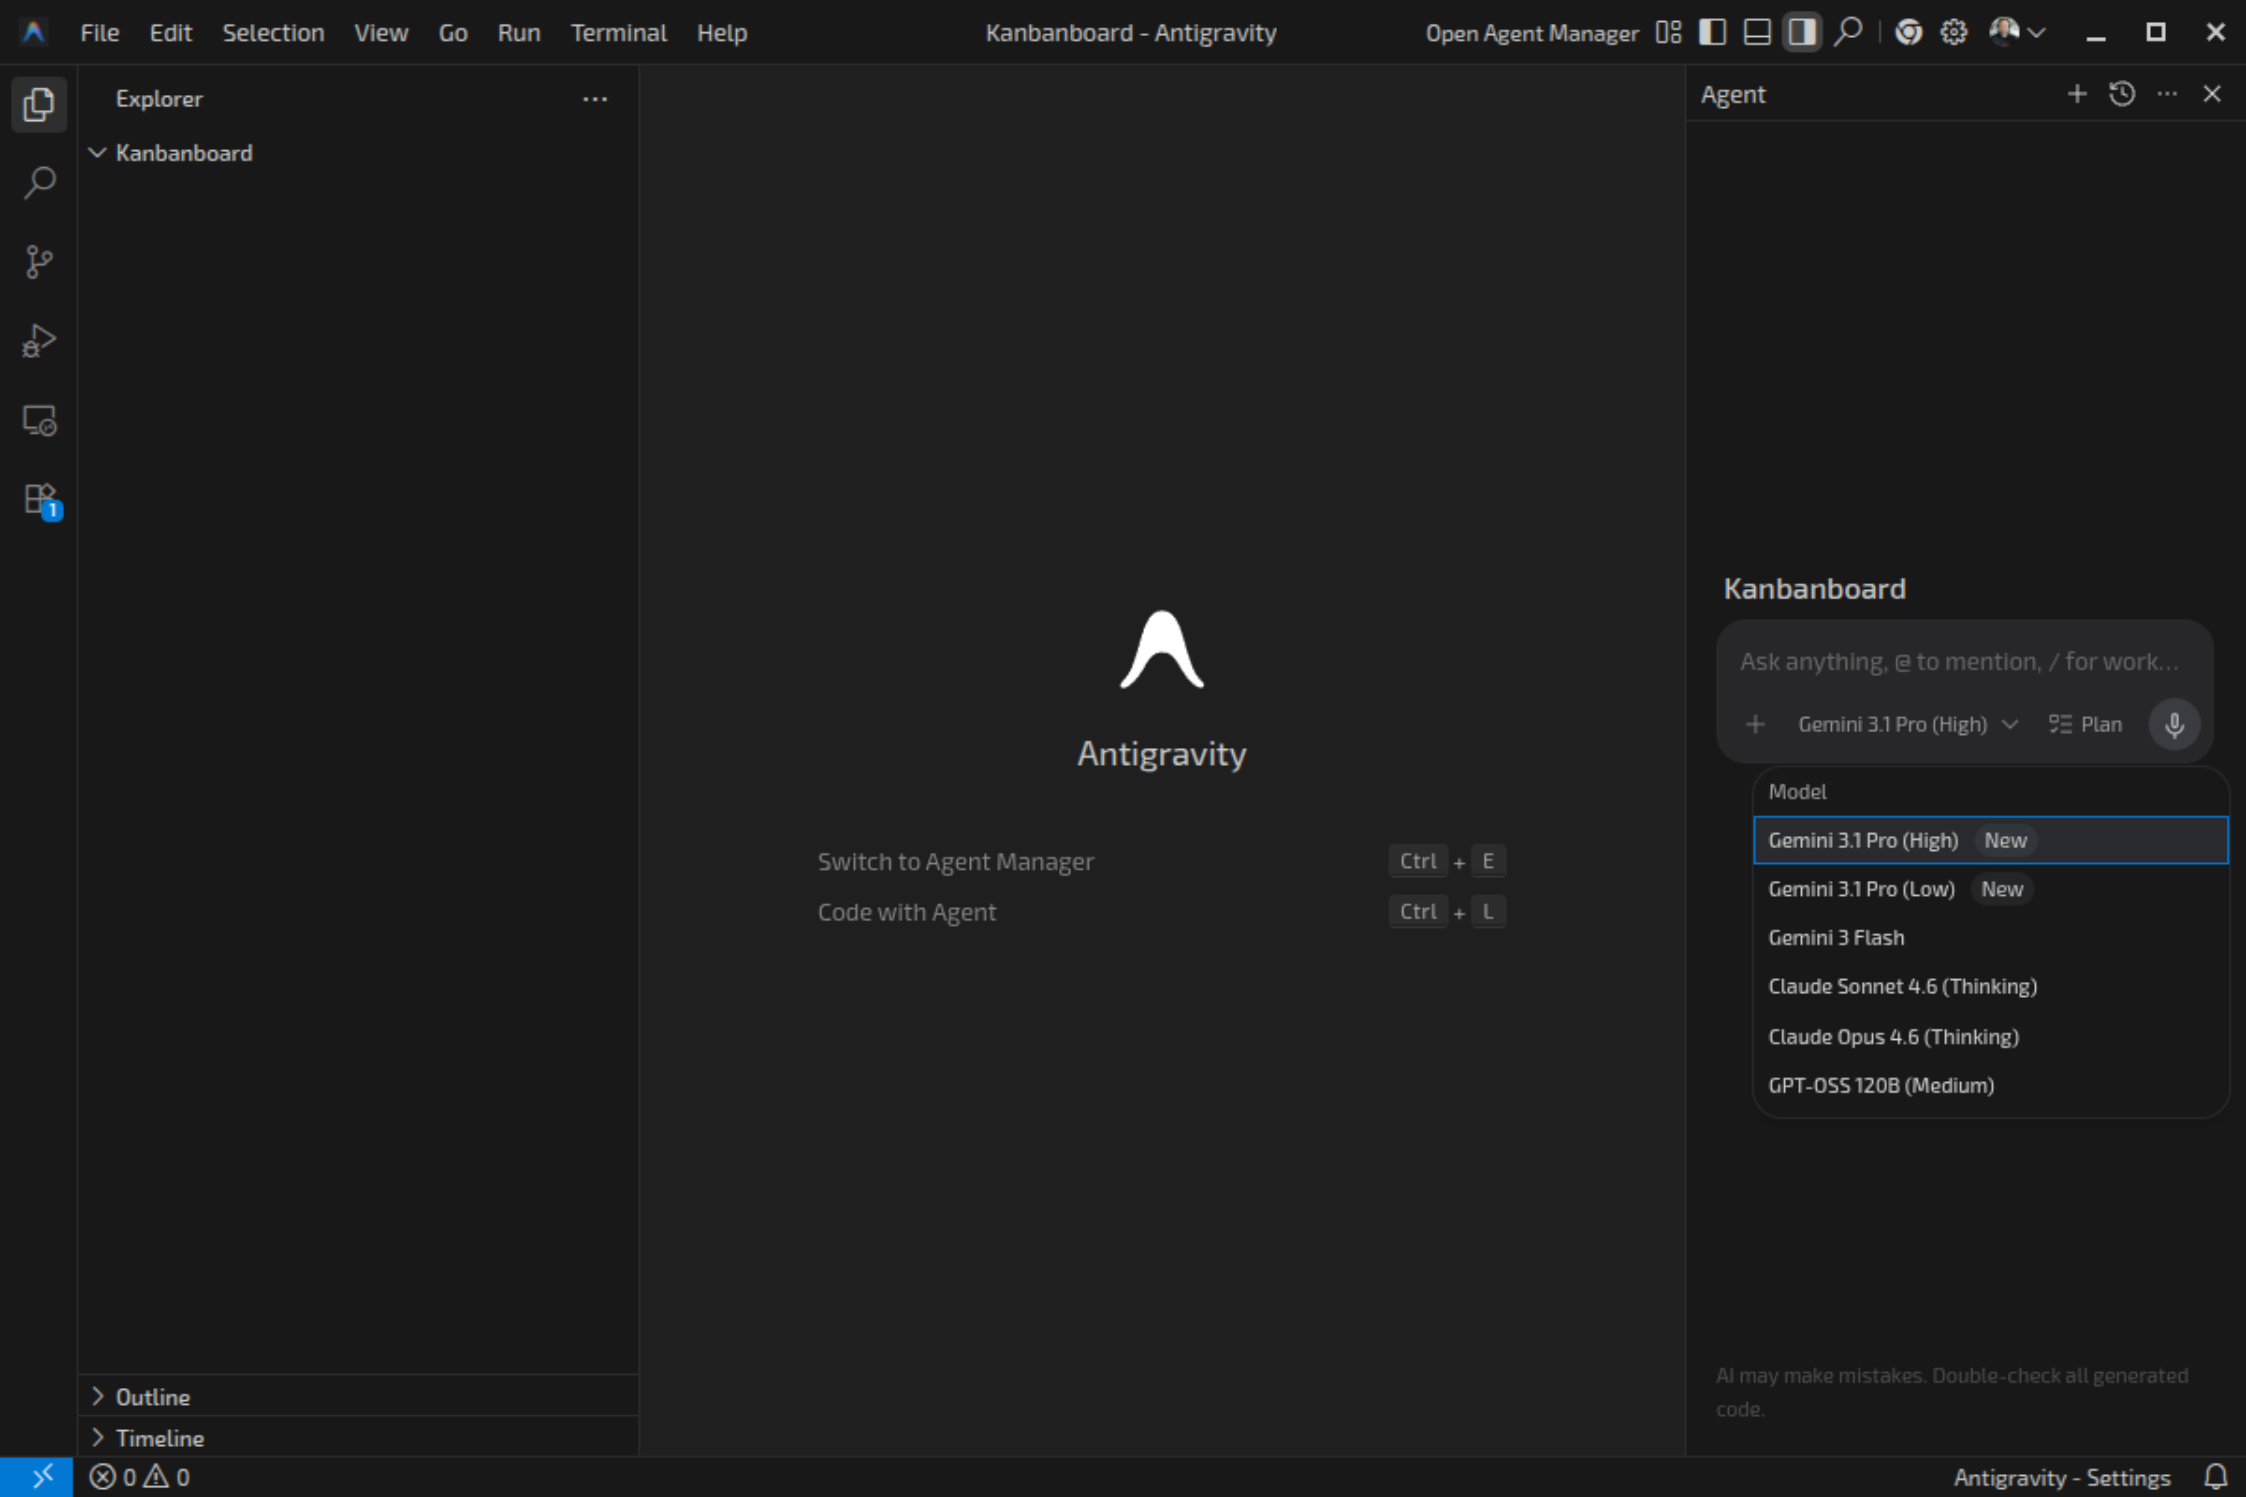 File Edit Selection View Go Run Terminal Help
Kanbanboard - Antigravity
Open Agent Manager
Explorer
Kanbanboard
1
Outline
Timeline
Antigravity
Switch to Agent Manager Ctrl + E
Code with Agent Ctrl + L
Agent
Kanbanboard
Ask anything, @ to mention, / for work...
Gemini 3.1 Pro (High) Plan
Model
Gemini 3.1 Pro (High) New
Gemini 3.1 Pro (Low) New
Gemini 3 Flash
Claude Sonnet 4.6 (Thinking)
Claude Opus 4.6 (Thinking)
GPT-OSS 120B (Medium)
AI may make mistakes. Double-check all generated
code.
0 0
Antigravity - Settings